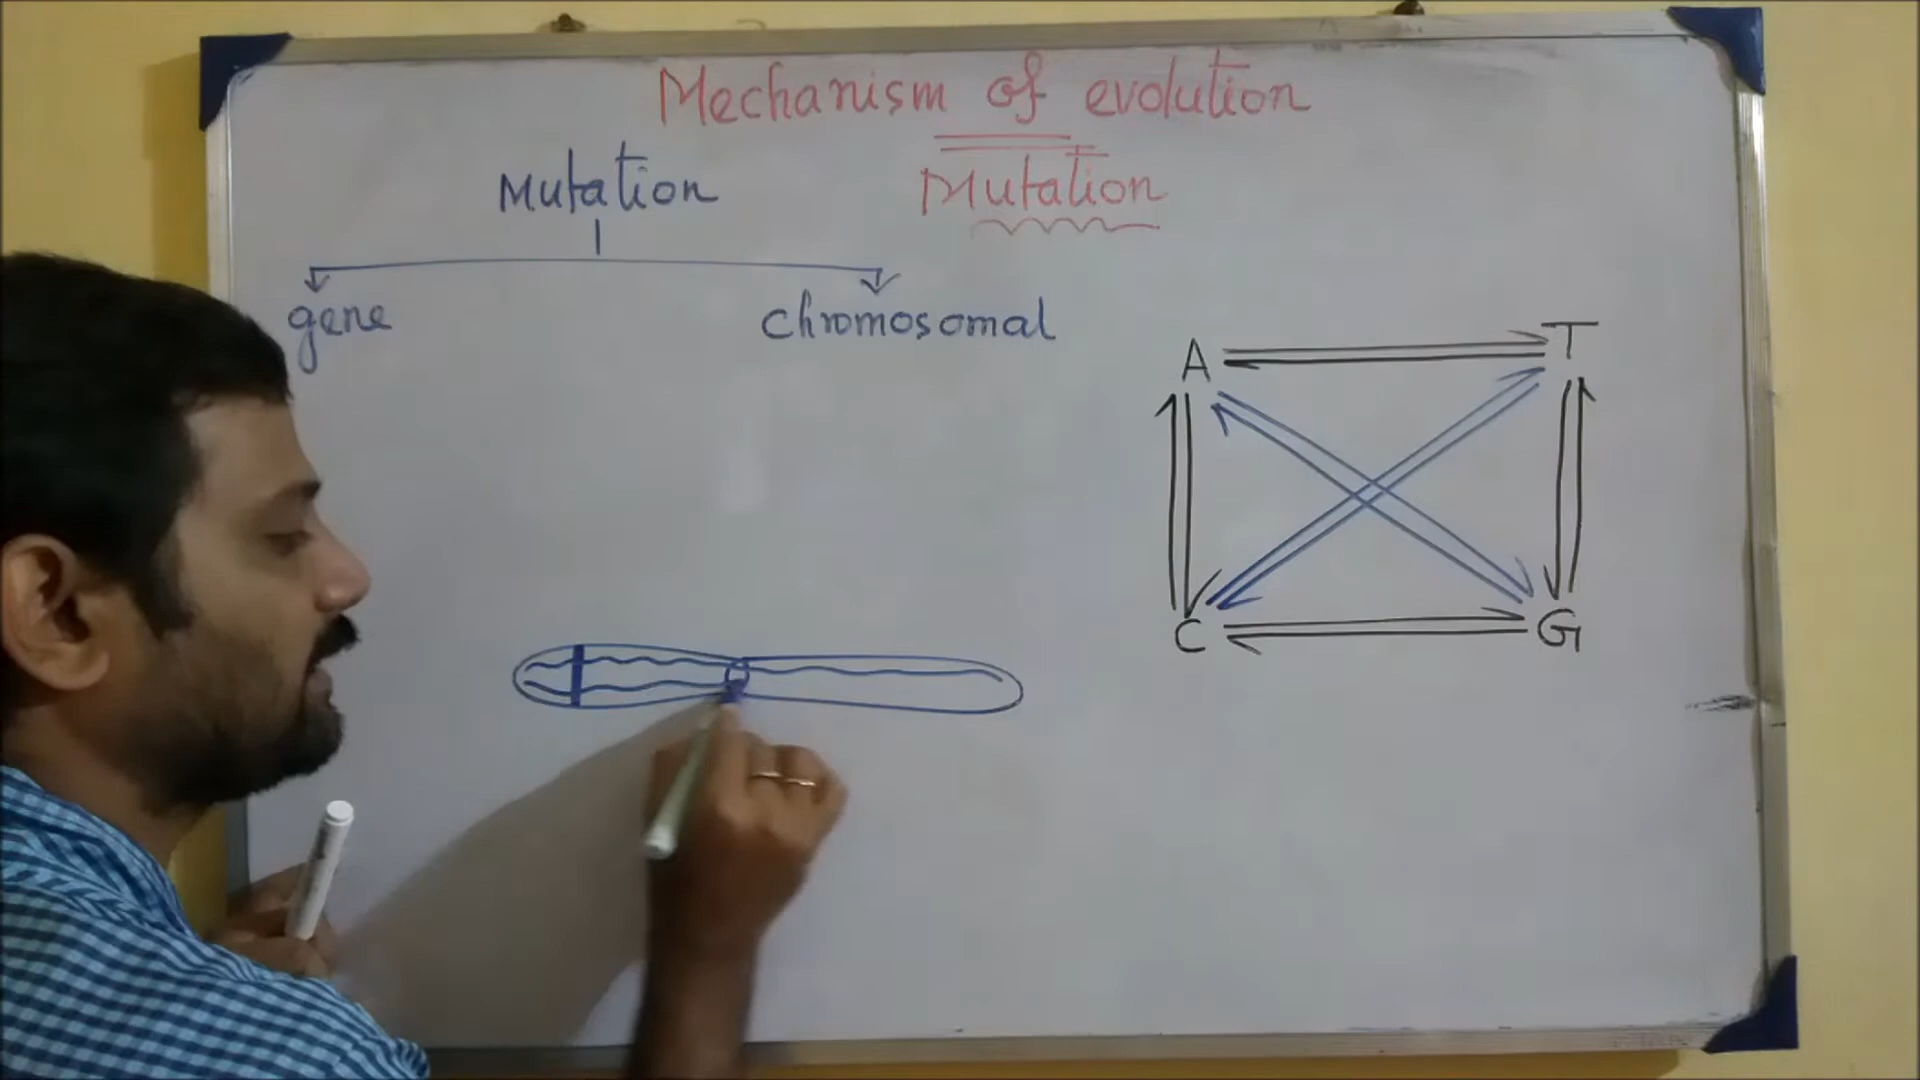 Mechanism of evolution
Mutation
Mutation
gene chromosomal
A T
C G